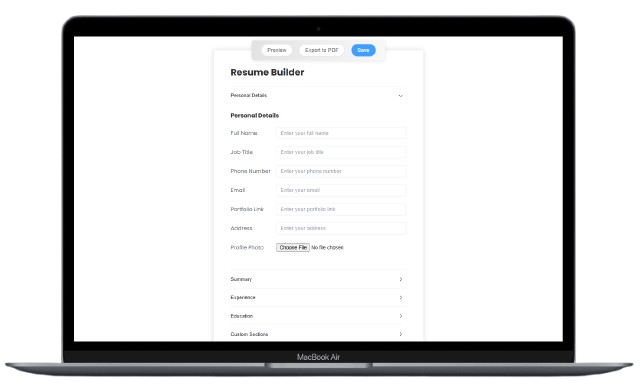 Preview Export to PDF Save
Resume Builder
Personal Details
Personal Details
Full Name Enter your full name
Job Title Enter your job title
Phone Number Enter your phone number
Email Enter your email
Portfolio Link Enter your portfolio link
Address Enter your address
Profile Photo Choose File No file chosen
Summary
Experience
Education
Custom Sections
MacBook Air